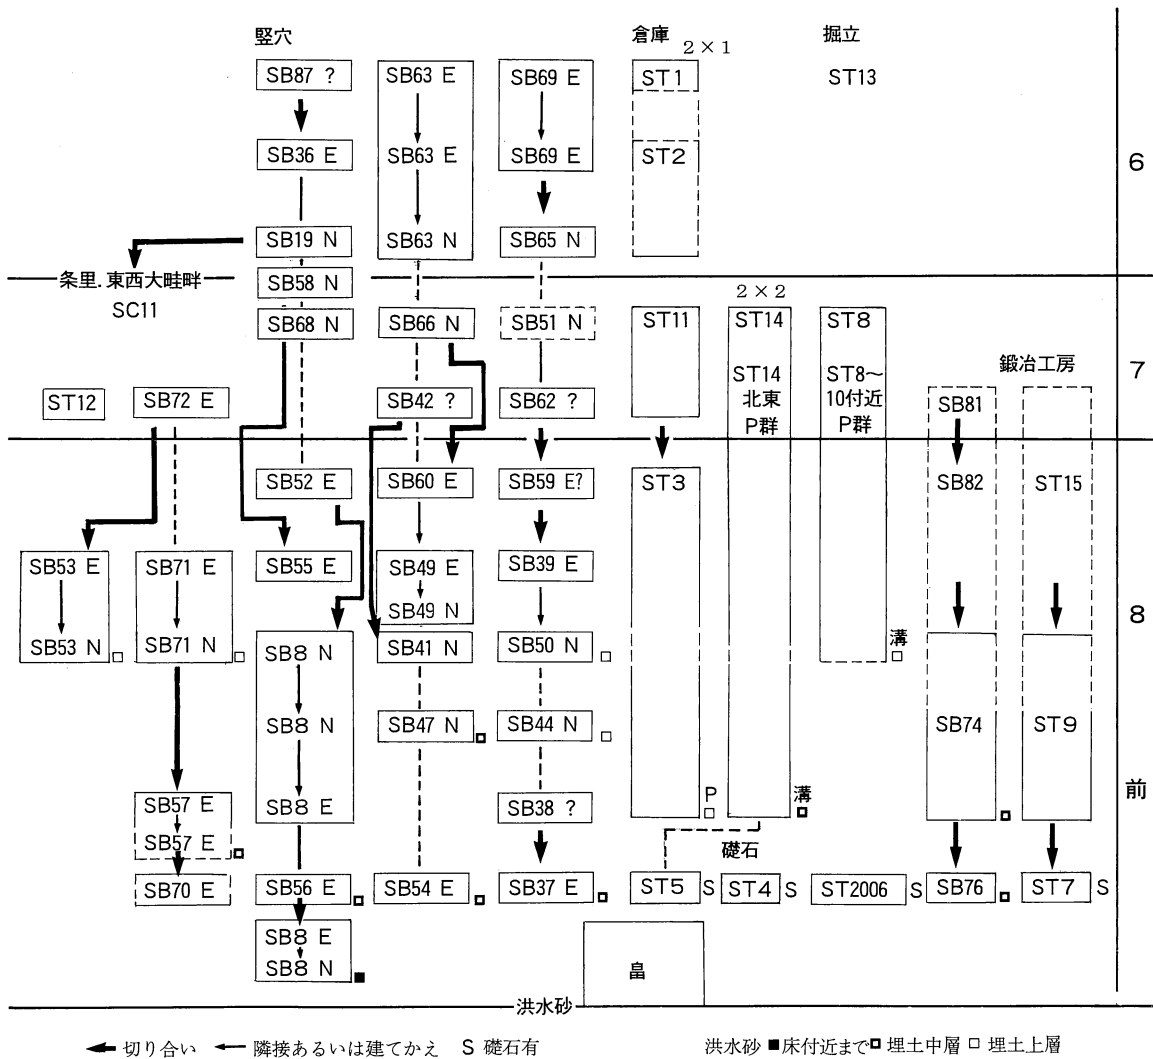 竪穴 倉庫 2×1 掘立
SB87 ? SB63 E SB69 E ST1 ST13
SB36 E SB63 E SB69 E ST2 6
SB19 N SB63 N SB65 N
条里.東西大畦畔 SB58 N 2×2
SC11 SB68 N SB66 N SB51 N ST11 ST14 ST8
鍛冶工房 7
ST12 SB72 E SB42 ? SB62 ? ST14 ST8~ SB81
北東 10付近
P群 P群
SB52 E SB60 E SB59 E? ST3 SB82 ST15
SB53 E SB71 E SB55 E SB49 E SB39 E
SB49 N 8
SB53 N SB71 N SB8 N SB41 N SB50 N 溝
SB8 N SB47 N SB44 N SB74 ST9
SB57 E SB8 E SB38 ? P 溝 前
SB57 E 礎石
SB70 E SB56 E SB54 E SB37 E ST5 S ST4 S ST2006 S SB76 ST7 S
SB8 E
SB8 N 畠
洪水砂
切り合い 隣接あるいは建てかえ S 礎石有 洪水砂 ■床付近まで 埋土中層 □ 埋土上層